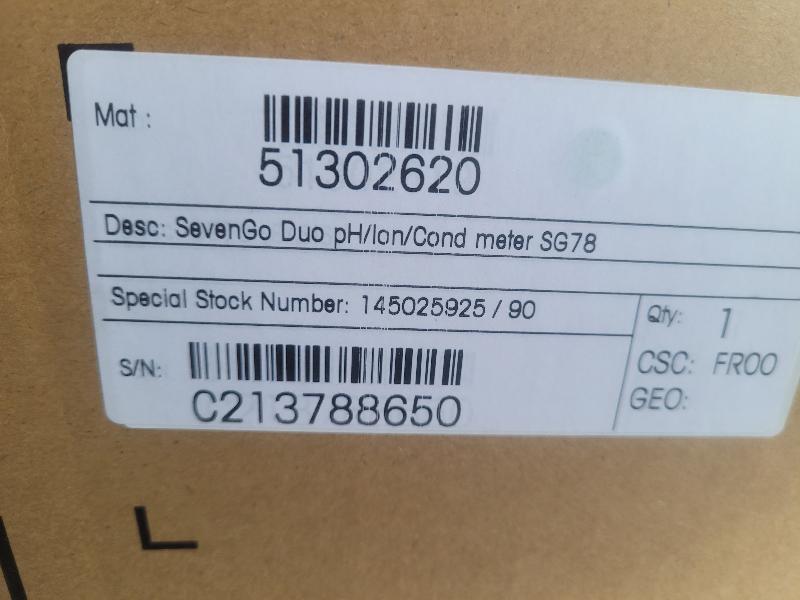 Mat :
51302620
Desc: SevenGo Duo pH/Ion/Cond meter SG78
Special Stock Number: 145025925 / 90
Qty: 1
S/N:
C213788650
CSC: FR00
GEO: